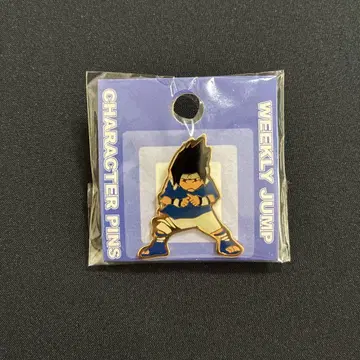 CHARACTER PINS
WEEKLY JUMP